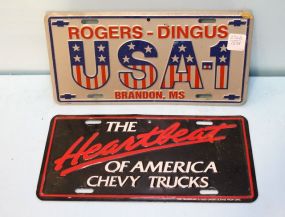 ROGERS - DINGUS
USA-1
BRANDON, MS
THE
Heartbeat
OF AMERICA
CHEVY TRUCKS